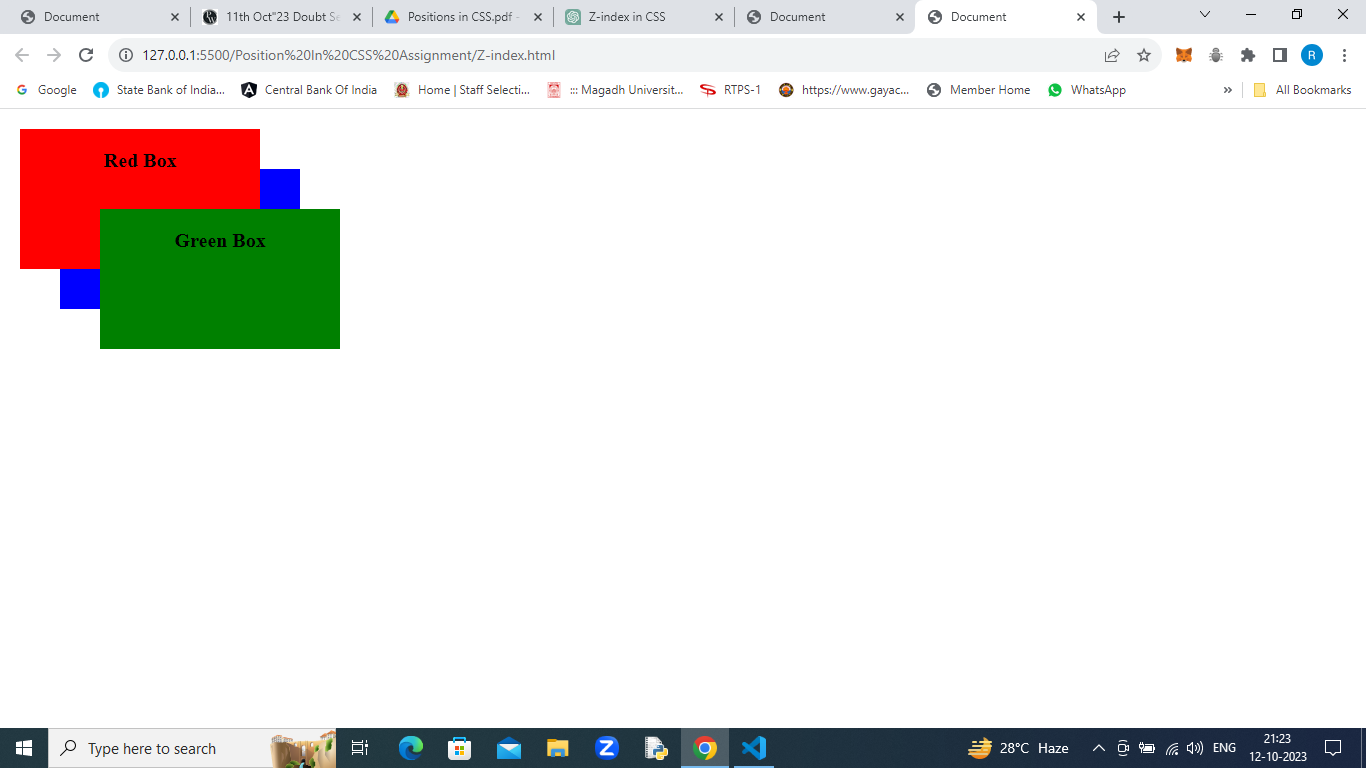 Document
11th Oct"23 Doubt Se
Positions in CSS.pdf -
Z-index in CSS
Document
Document
127.0.0.1:5500/Position%20In%20CSS%20Assignment/Z-index.html
R
Google
State Bank of India...
Central Bank Of India
Home | Staff Selecti...
::: Magadh Universit...
RTPS-1
https://www.gayac...
Member Home
WhatsApp
»
All Bookmarks
Red Box
Green Box
Type here to search
Z
28°C Haze
ENG
21:23
12-10-2023